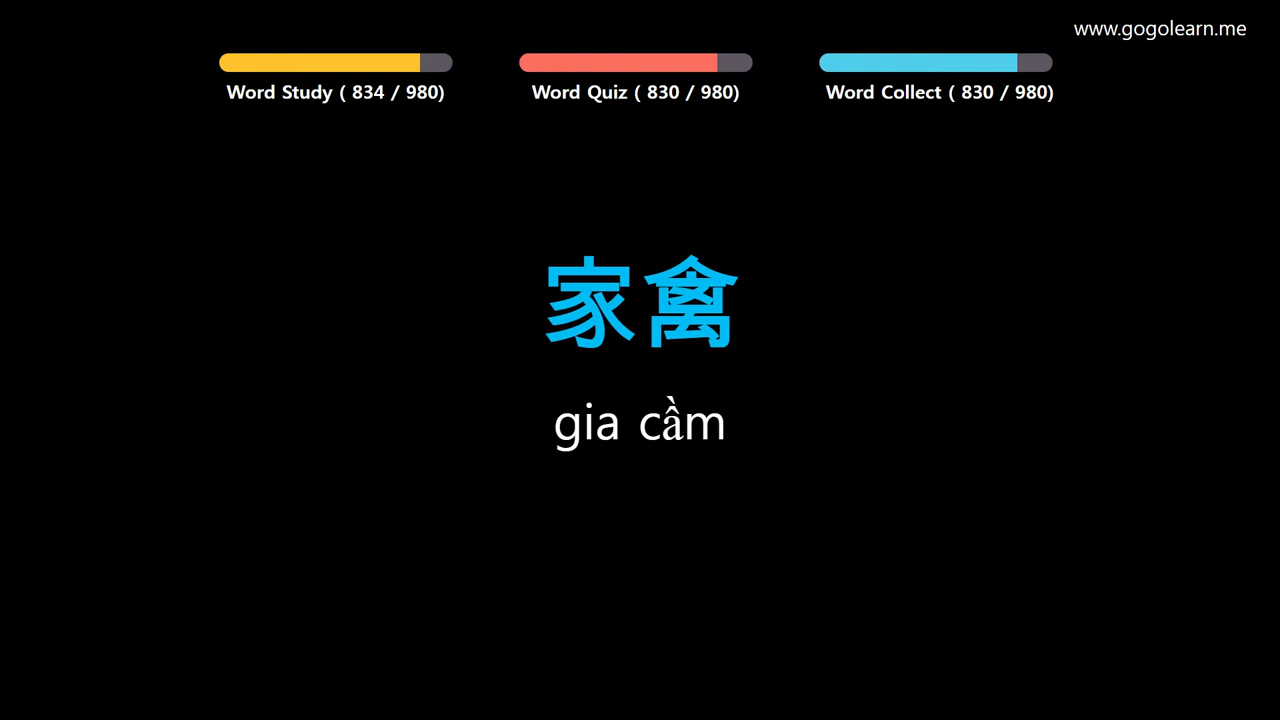 www.gogolearn.me
Word Study ( 834 / 980)
Word Quiz ( 830 / 980)
Word Collect ( 830 / 980)
家禽
gia cầm